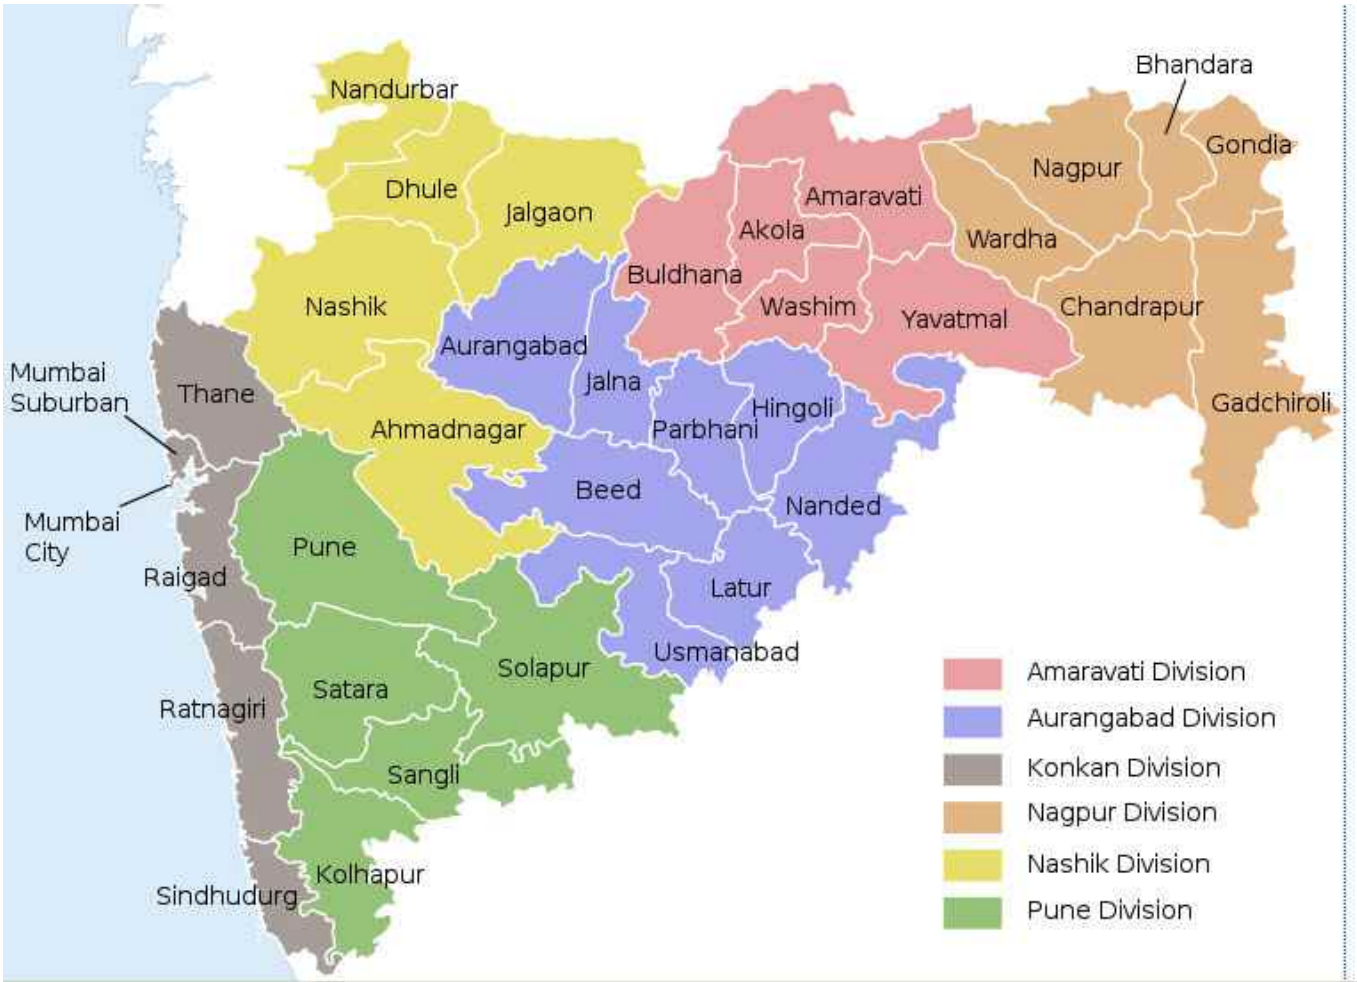 Bhandara
Nandurbar
Gondia
Nagpur
Dhule
Amaravati
Jalgaon
Akola
Wardha
Buldhana
Nashik
Washim
Chandrapur
Yavatmal
Aurangabad
Mumbai
Suburban
Thane
Jalna
Hingoli
Gadchiroli
Ahmadnagar
Parbhani
Beed
Nanded
Mumbai
City
Pune
Raigad
Latur
Usmanabad
Solapur
Satara
Ratnagiri
Sangli
Kolhapur
Sindhudurg
Amaravati Division
Aurangabad Division
Konkan Division
Nagpur Division
Nashik Division
Pune Division